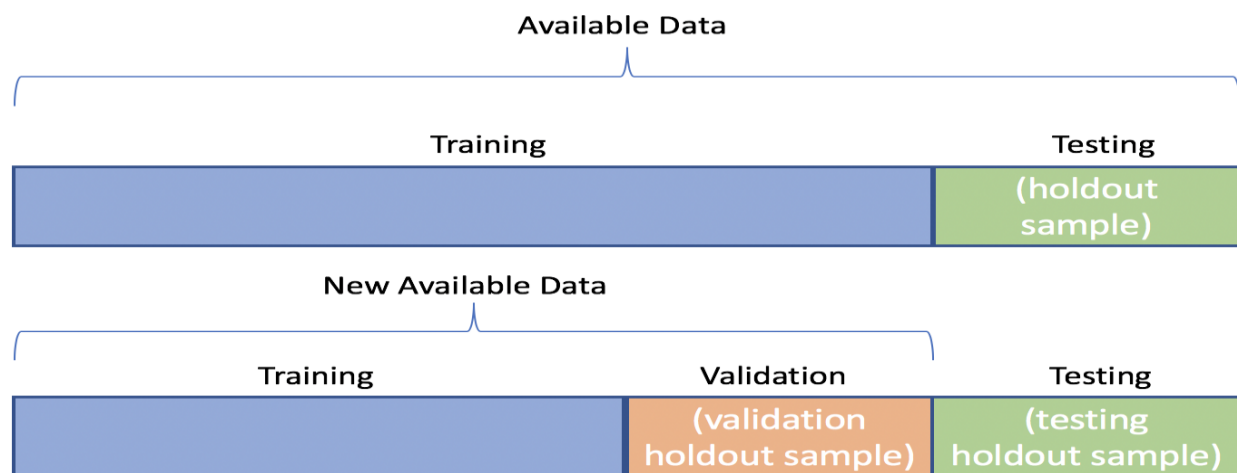 Available Data
Training
Testing
(holdout
sample)
New Available Data
Training
Validation
Testing
(validation
holdout sample)
(testing
holdout sample)